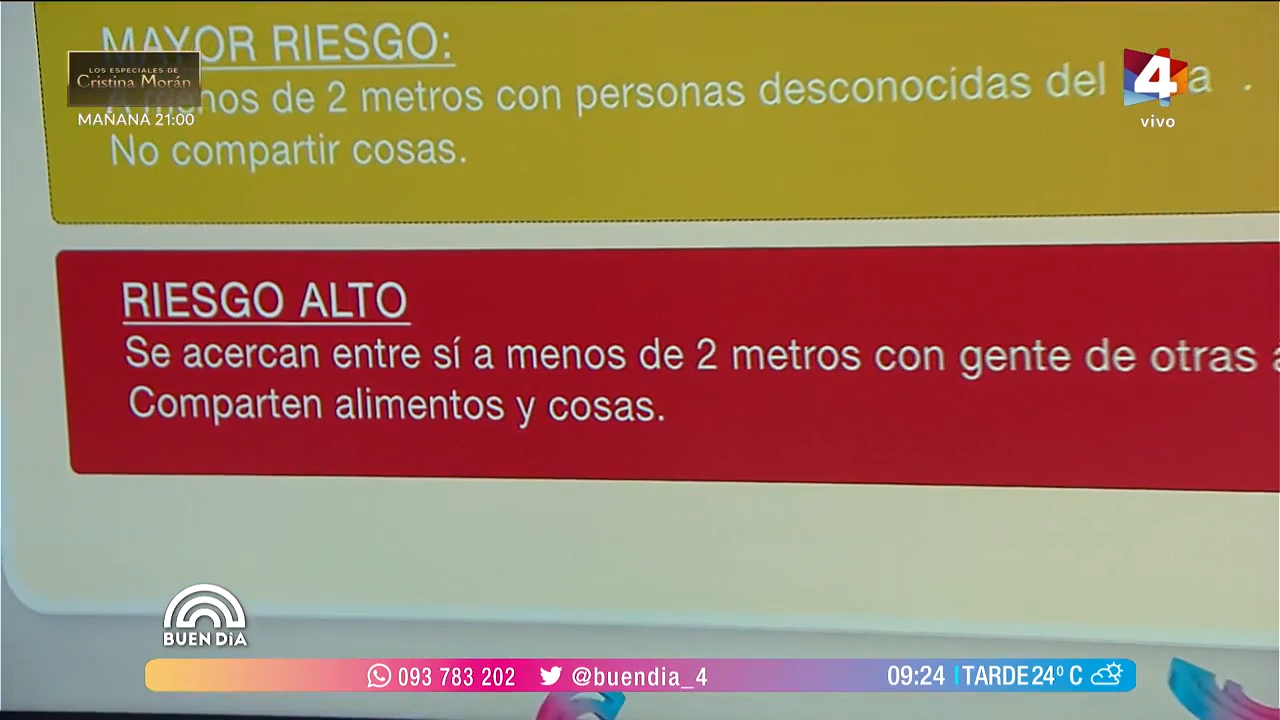 MAYOR RIESGO:
LOS ESPECIALES DE
Cristina Morán
MAÑANA 21:00
A menos de 2 metros con personas desconocidas del
No compartir cosas.
4
vivo
RIESGO ALTO
Se acercan entre sí a menos de 2 metros con gente de otras
Comparten alimentos y cosas.
BUEN DÍA
093 783 202 @buendia_4 09:24 TARDE 24º C